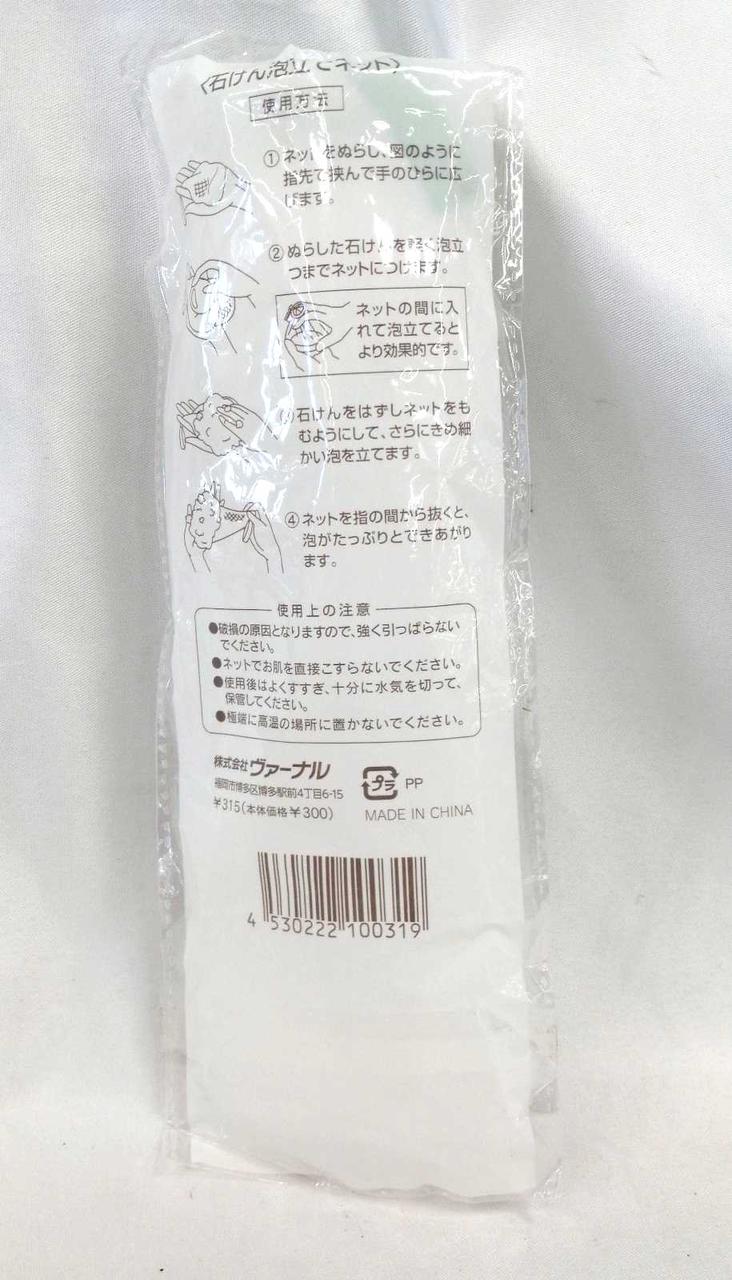 〈石けん泡立てネット〉
使用方法
①ネットをぬらし、図のように
指先で挟んで手のひらに広
げます。
②ぬらした石けんを軽く泡立
つまでネットにつけます。
ネットの間に入
れて泡立てると
より効果的です。
③石けんをはずしネットをも
むようにして、さらにきめ細
かい泡を立てます。
④ネットを指の間から抜くと、
泡がたっぷりとできあがり
ます。
使用上の注意
●破損の原因となりますので、強く引っぱらない
でください。
●ネットでお肌を直接こすらないでください。
●使用後はよくすすぎ、十分に水気を切って、
保管してください。
●極端に高温の場所に置かないでください。
株式会社ヴァーナル
福岡市博多区博多駅前4丁目6-15
¥315(本体価格¥300)
プラ PP
MADE IN CHINA
4 530222 100319